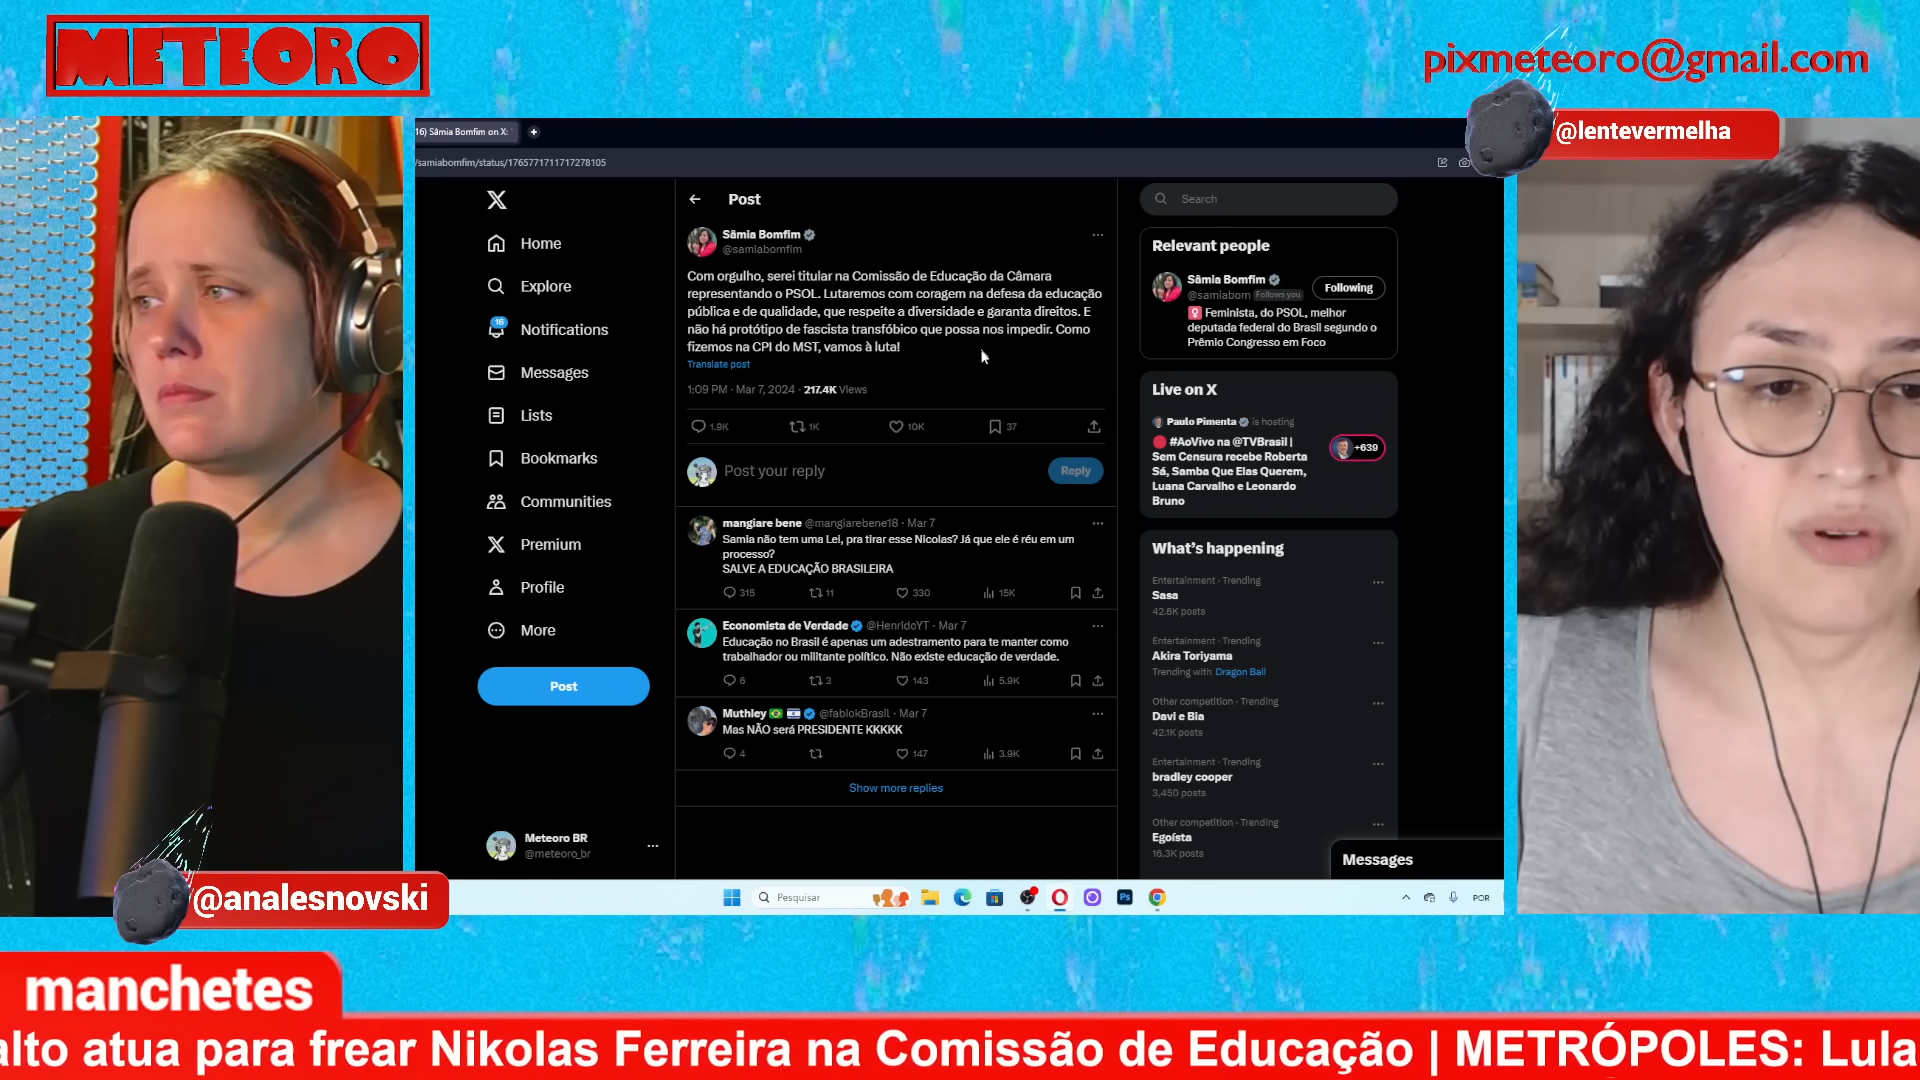 METEORO
pixmeteoro@gmail.com
@lentevermelha
16) Sâmia Bomfim on X:
/samiabomfim/status/1765771711717278105
Post
Search
Sâmia Bomfim
@samiabomfim
Com orgulho, serei titular na Comissão de Educação da Câmara
representando o PSOL. Lutaremos com coragem na defesa da educação
pública e de qualidade, que respeite a diversidade e garanta direitos. E
não há protótipo de fascista transfóbico que possa nos impedir. Como
fizemos na CPI do MST, vamos à luta!
Translate post
1:09 PM · Mar 7, 2024 · 217.4K Views
1.9K 1K 10K 37
Post your reply
Reply
mangiare bene @mangiarebene18 · Mar 7
Samia não tem uma Lei, pra tirar esse Nicolas? Já que ele é réu em um
processo?
SALVE A EDUCAÇÃO BRASILEIRA
315 11 330 15K
Economista de Verdade @HenridoYT · Mar 7
Educação no Brasil é apenas um adestramento para te manter como
trabalhador ou militante político. Não existe educação de verdade.
6 3 143 5.9K
Muthley @fabiokBrasil · Mar 7
Mas NÃO será PRESIDENTE KKKKK
4 147 3.9K
Show more replies
Home
Explore
16
Notifications
Messages
Lists
Bookmarks
Communities
Premium
Profile
More
Post
Meteoro BR
@meteoro_br
Relevant people
Sâmia Bomfim
@samiabom Follows you
Following
Feminista, do PSOL, melhor
deputada federal do Brasil segundo o
Prêmio Congresso em Foco
Live on X
Paulo Pimenta is hosting
#AoVivo na @TVBrasil |
Sem Censura recebe Roberta
Sá, Samba Que Elas Querem,
Luana Carvalho e Leonardo
Bruno
+639
What's happening
Entertainment · Trending
Sasa
42.6K posts
Entertainment · Trending
Akira Toriyama
Trending with Dragon Ball
Other competition · Trending
Davi e Bia
42.1K posts
Entertainment · Trending
bradley cooper
3,450 posts
Other competition · Trending
Egoísta
16.3K posts
Messages
Pesquisar
Ps
POR
@analesnovski
manchetes
alto atua para frear Nikolas Ferreira na Comissão de Educação | METRÓPOLES: Lula